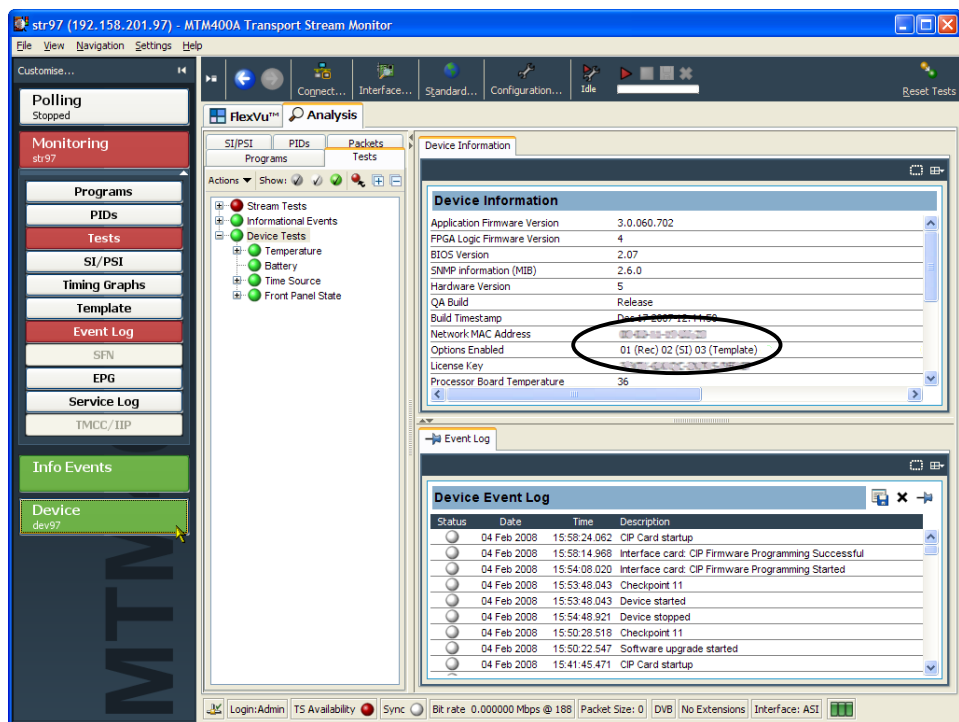 str97 (192.158.201.97) - MTM400A Transport Stream Monitor
File View Navigation Settings Help
Customise...
Connect... Interface... Standard... Configuration... Idle Reset Tests
Polling
Stopped
Monitoring
str97
Programs
PIDs
Tests
SI/PSI
Timing Graphs
Template
Event Log
SFN
EPG
Service Log
TMCC/IIP
Info Events
Device
dev97
MTM
FlexVu™ Analysis
SI/PSI PIDs Packets
Programs Tests
Actions Show:
Stream Tests
Informational Events
Device Tests
Temperature
Battery
Time Source
Front Panel State
Device Information
Device Information
Application Firmware Version 3.0.060.702
FPGA Logic Firmware Version 4
BIOS Version 2.07
SNMP information (MIB) 2.6.0
Hardware Version 5
QA Build Release
Build Timestamp Dec 17 2007 12:44:50
Network MAC Address
Options Enabled 01 (Rec) 02 (SI) 03 (Template)
License Key
Processor Board Temperature 36
Event Log
Device Event Log
Status Date Time Description
04 Feb 2008 15:58:24.062 CIP Card startup
04 Feb 2008 15:58:14.968 Interface card: CIP Firmware Programming Successful
04 Feb 2008 15:54:08.020 Interface card: CIP Firmware Programming Started
04 Feb 2008 15:53:48.043 Checkpoint 11
04 Feb 2008 15:53:48.043 Device started
04 Feb 2008 15:54:48.921 Device stopped
04 Feb 2008 15:50:28.518 Checkpoint 11
04 Feb 2008 15:50:22.547 Software upgrade started
04 Feb 2008 15:41:45.471 CIP Card startup
Login:Admin TS Availability Sync Bit rate 0.000000 Mbps @ 188 Packet Size: 0 DVB No Extensions Interface: ASI